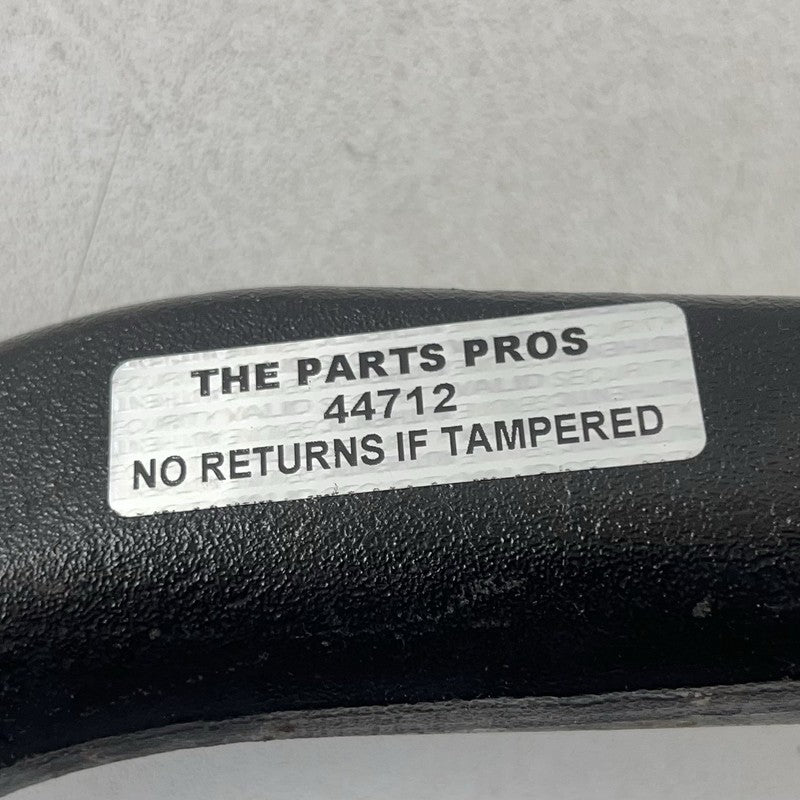 THE PARTS PROS
44712
NO RETURNS IF TAMPERED